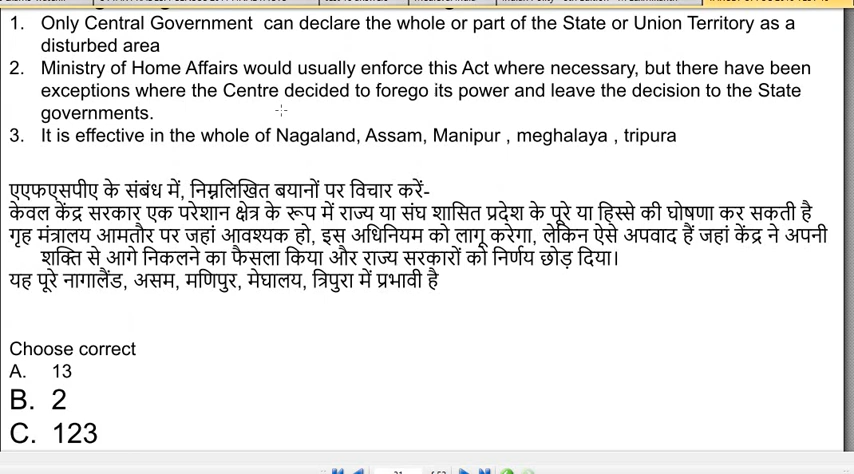 1. Only Central Government can declare the whole or part of the State or Union Territory as a
disturbed area
2. Ministry of Home Affairs would usually enforce this Act where necessary, but there have been
exceptions where the Centre decided to forego its power and leave the decision to the State
governments.
3. It is effective in the whole of Nagaland, Assam, Manipur , meghalaya , tripura
एएफएसपीए के संबंध में, निम्नलिखित बयानों पर विचार करें-
केवल केंद्र सरकार एक परेशान क्षेत्र के रूप में राज्य या संघ शासित प्रदेश के पूरे या हिस्से की घोषणा कर सकती है
गृह मंत्रालय आमतौर पर जहां आवश्यक हो, इस अधिनियम को लागू करेगा, लेकिन ऐसे अपवाद हैं जहां केंद्र ने अपनी
शक्ति से आगे निकलने का फैसला किया और राज्य सरकारों को निर्णय छोड़ दिया।
यह पूरे नागालैंड, असम, मणिपुर, मेघालय, त्रिपुरा में प्रभावी है
Choose correct
A. 13
B. 2
C. 123